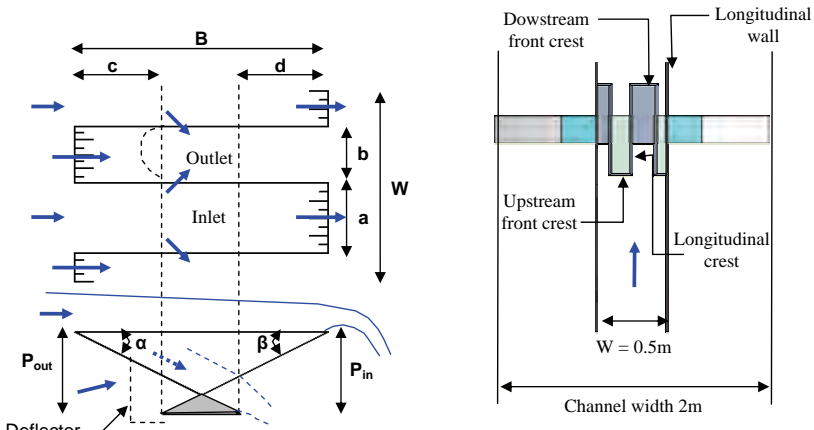 B
c
d
Outlet
b
W
Inlet
a
α
β
P_out
P_in
Deflector
Dowstream
front crest
Longitudinal
wall
Upstream
front crest
Longitudinal
crest
W = 0.5m
Channel width 2m